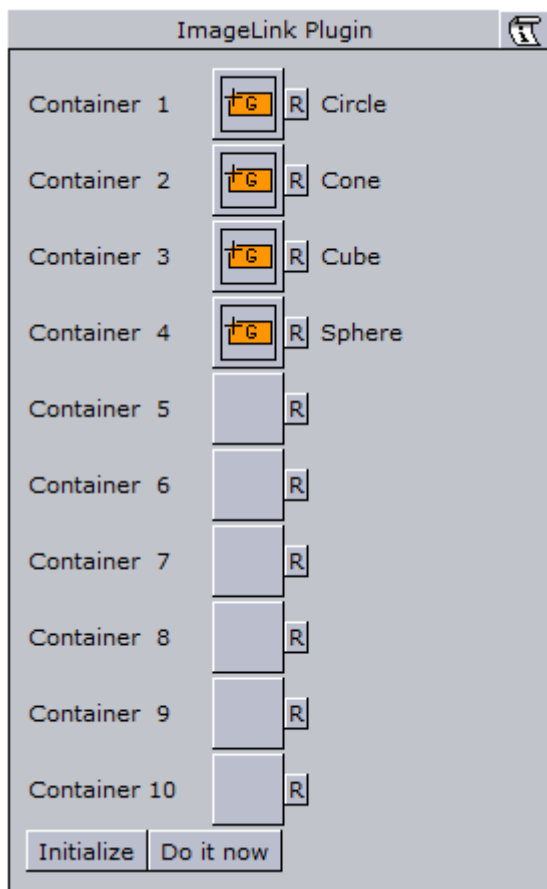 ImageLink Plugin
Container 1 G R Circle
Container 2 G R Cone
Container 3 G R Cube
Container 4 G R Sphere
Container 5 R
Container 6 R
Container 7 R
Container 8 R
Container 9 R
Container 10 R
Initialize Do it now